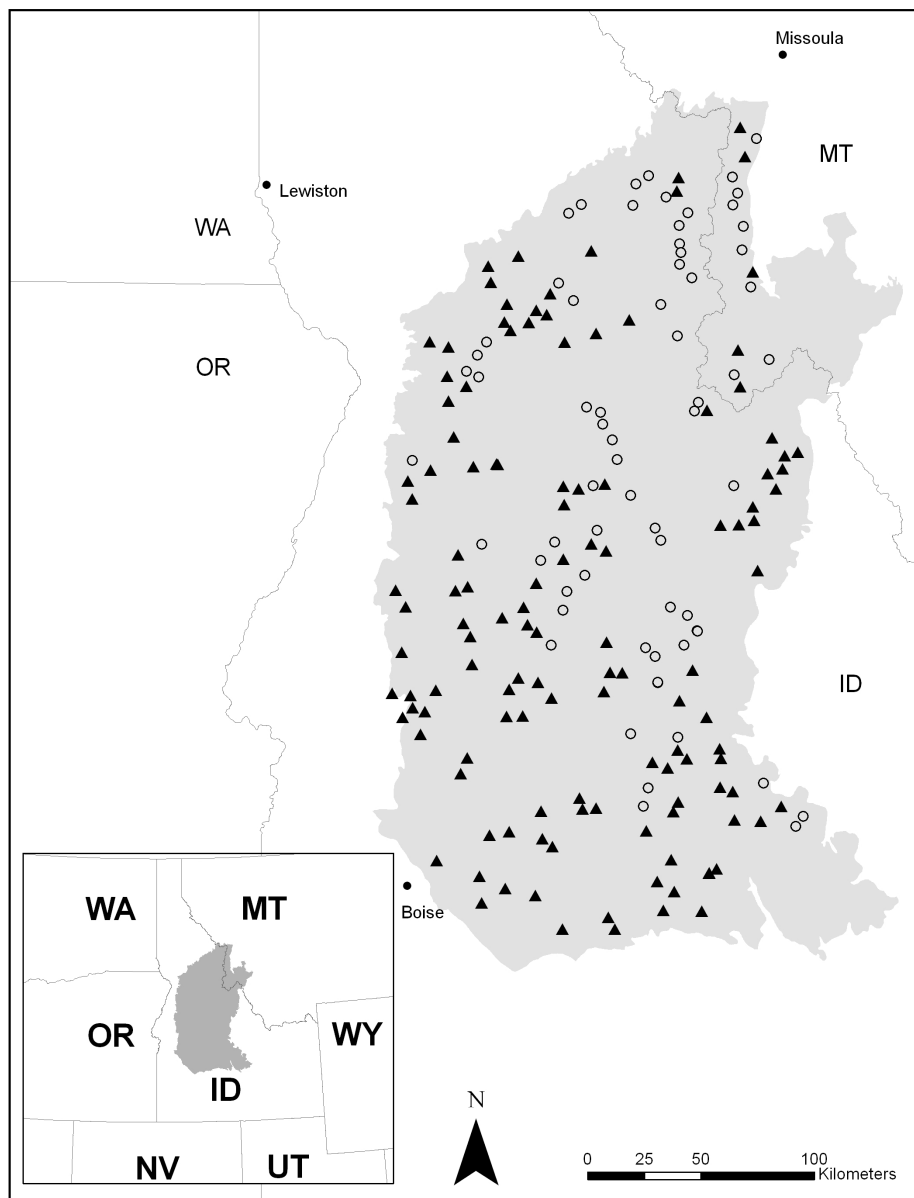 Missoula
MT
Lewiston
WA
OR
ID
Boise
WA
MT
OR
WY
ID
NV
UT
N
0 25 50 100
Kilometers